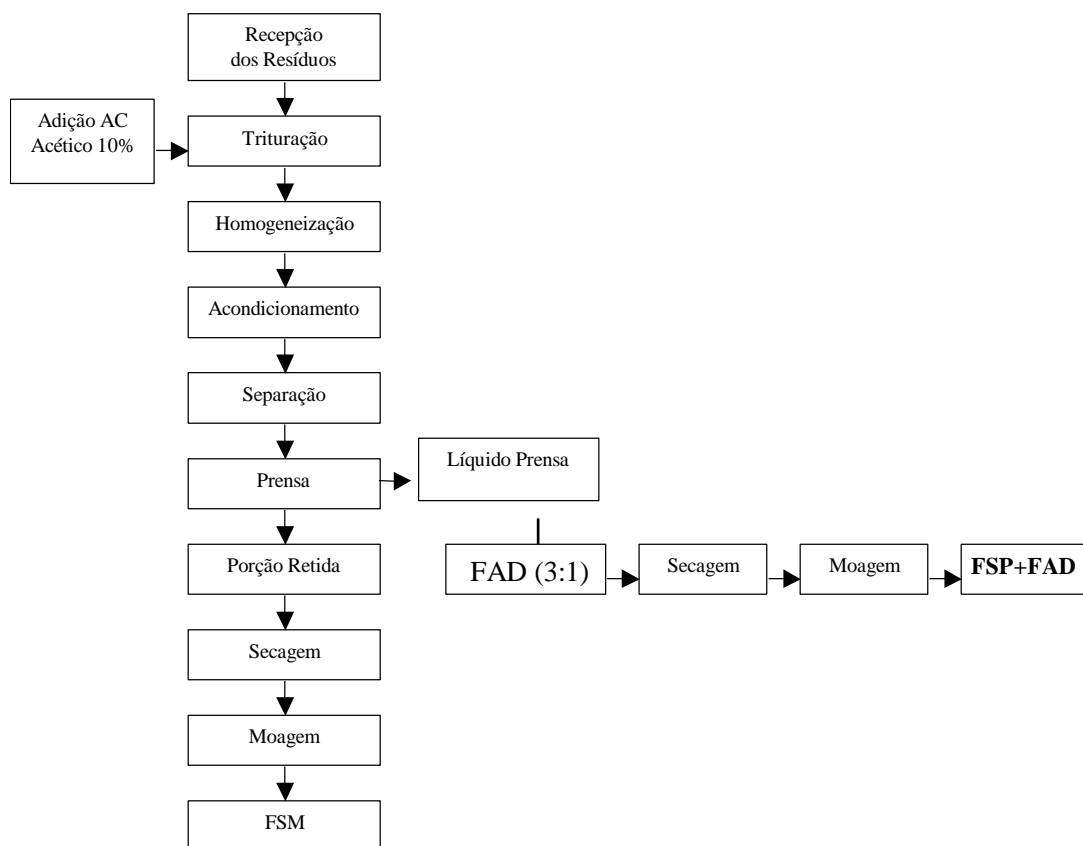 Recepção
dos Resíduos
Adição AC
Acético 10%
Trituração
Homogeneização
Acondicionamento
Separação
Prensa
Líquido Prensa
Porção Retida
FAD (3:1)
Secagem
Moagem
FSP+FAD
Secagem
Moagem
FSM